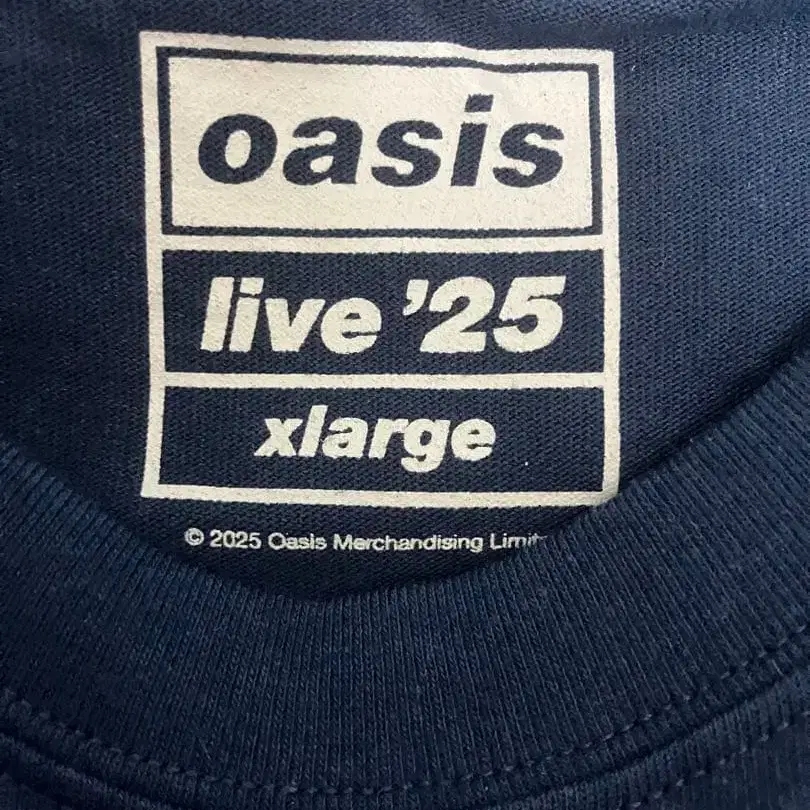 oasis
live '25
xlarge
© 2025 Oasis Merchandising